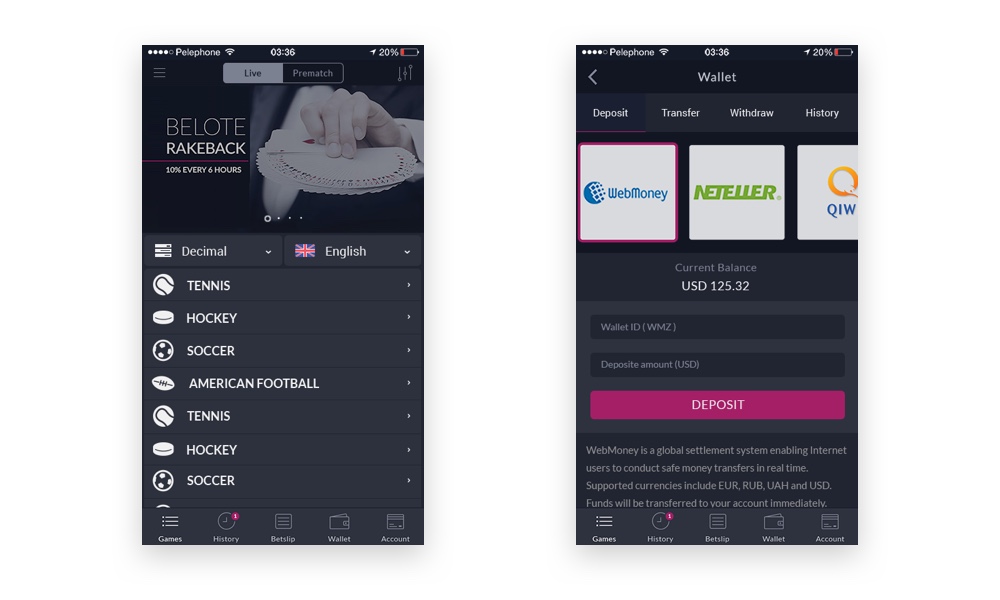 Pelephone 03:36 20%
Live Prematch
BELOTE
RAKEBACK
10% EVERY 6 HOURS
Decimal English
TENNIS
HOCKEY
SOCCER
AMERICAN FOOTBALL
TENNIS
HOCKEY
SOCCER
1
Games History Betslip Wallet Account
Pelephone 03:36 20%
Wallet
Deposit Transfer Withdraw History
WebMoney NETELLER® QIW
Current Balance
USD 125.32
Wallet ID ( WMZ )
Deposite amount (USD)
DEPOSIT
WebMoney is a global settlement system enabling Internet
users to conduct safe money transfers in real time.
Supported currencies include EUR, RUB, UAH and USD.
Funds will be transferred to your account immediately.
1
Games History Betslip Wallet Account